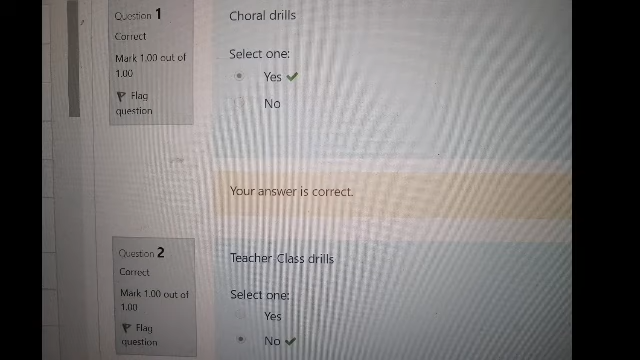 Question 1
Correct
Mark 1.00 out of
1.00
Flag
question
Choral drills
Select one:
Yes
No
Your answer is correct.
Question 2
Correct
Mark 1.00 out of
1.00
Flag
question
Teacher Class drills
Select one:
Yes
No